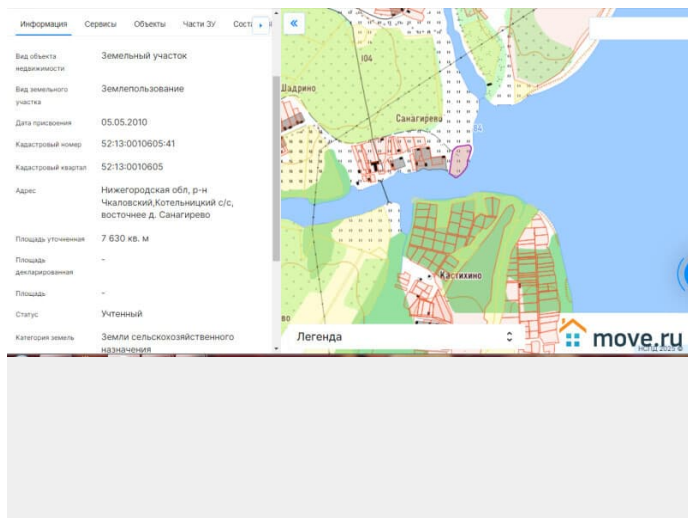 Информация
Сервисы
Объекты
Части ЗУ
Вид объекта
недвижимости
Земельный участок
Вид земельного
участка
Землепользование
Дата присвоения
05.05.2010
Кадастровый номер
52:13:0010605:41
Кадастровый квартал
52:13:0010605
Адрес
Нижегородская обл, р-н
Чкаловский,Котельницкий с/с,
восточнее д. Санагирево
Площадь уточненная
7 630 кв. м
Площадь
декларированная
-
Площадь
-
Статус
Учтенный
Категория земель
Земли сельскохозяйственного
назначения
«
104
Шадрино
Санагирево
Кастихино
Легенда
move.ru
НСПД 2025 ©